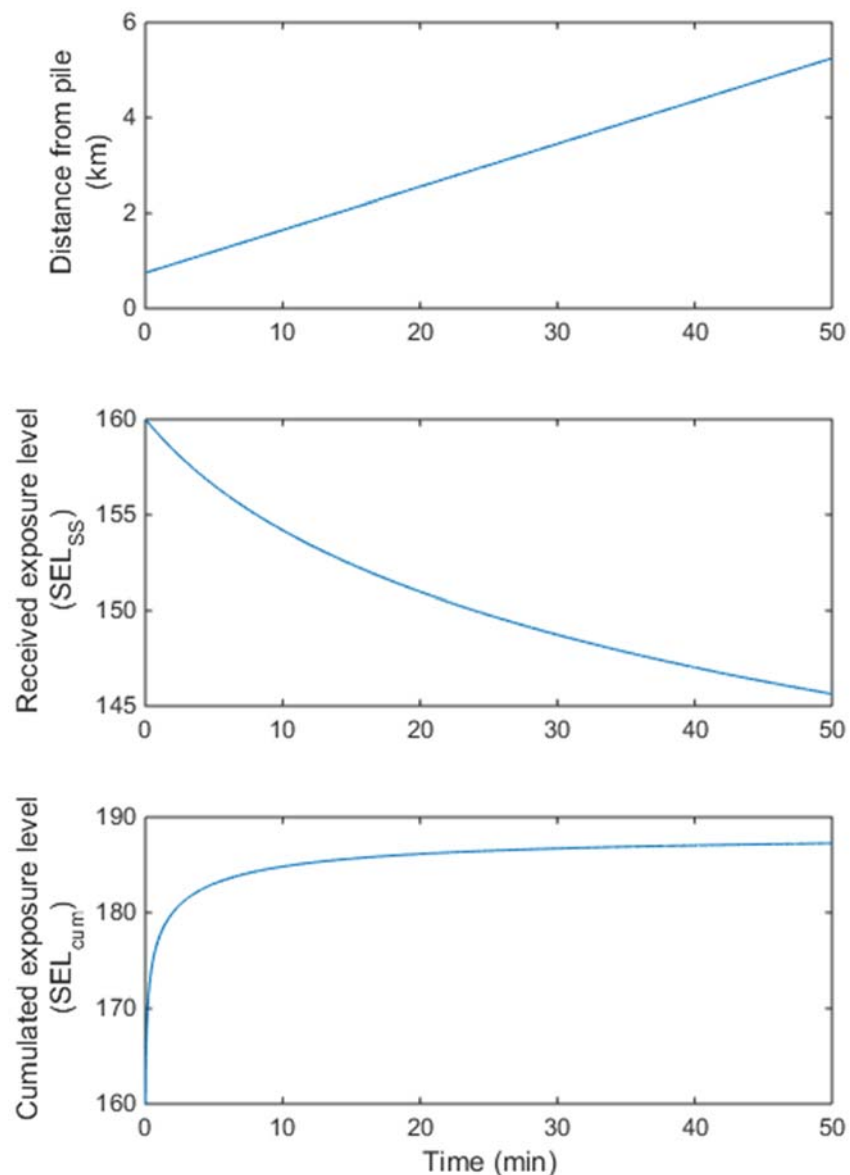 Distance from pile
(km)
6
4
2
0
0 10 20 30 40 50
Received exposure level
(SEL_SS)
160
155
150
145
0 10 20 30 40 50
Cumulated exposure level
(SEL_cum)
190
180
170
160
0 10 20 30 40 50
Time (min)